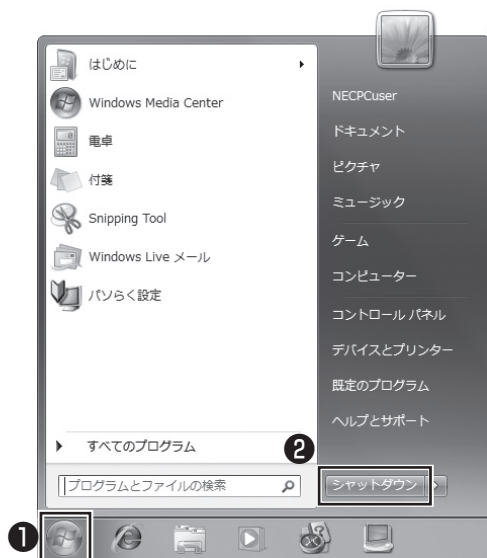 はじめに
Windows Media Center
電卓
付箋
Snipping Tool
Windows Live メール
パソらく設定
すべてのプログラム
プログラムとファイルの検索
NECPCuser
ドキュメント
ピクチャ
ミュージック
ゲーム
コンピューター
コントロール パネル
デバイスとプリンター
既定のプログラム
ヘルプとサポート
❷
シャットダウン
❶